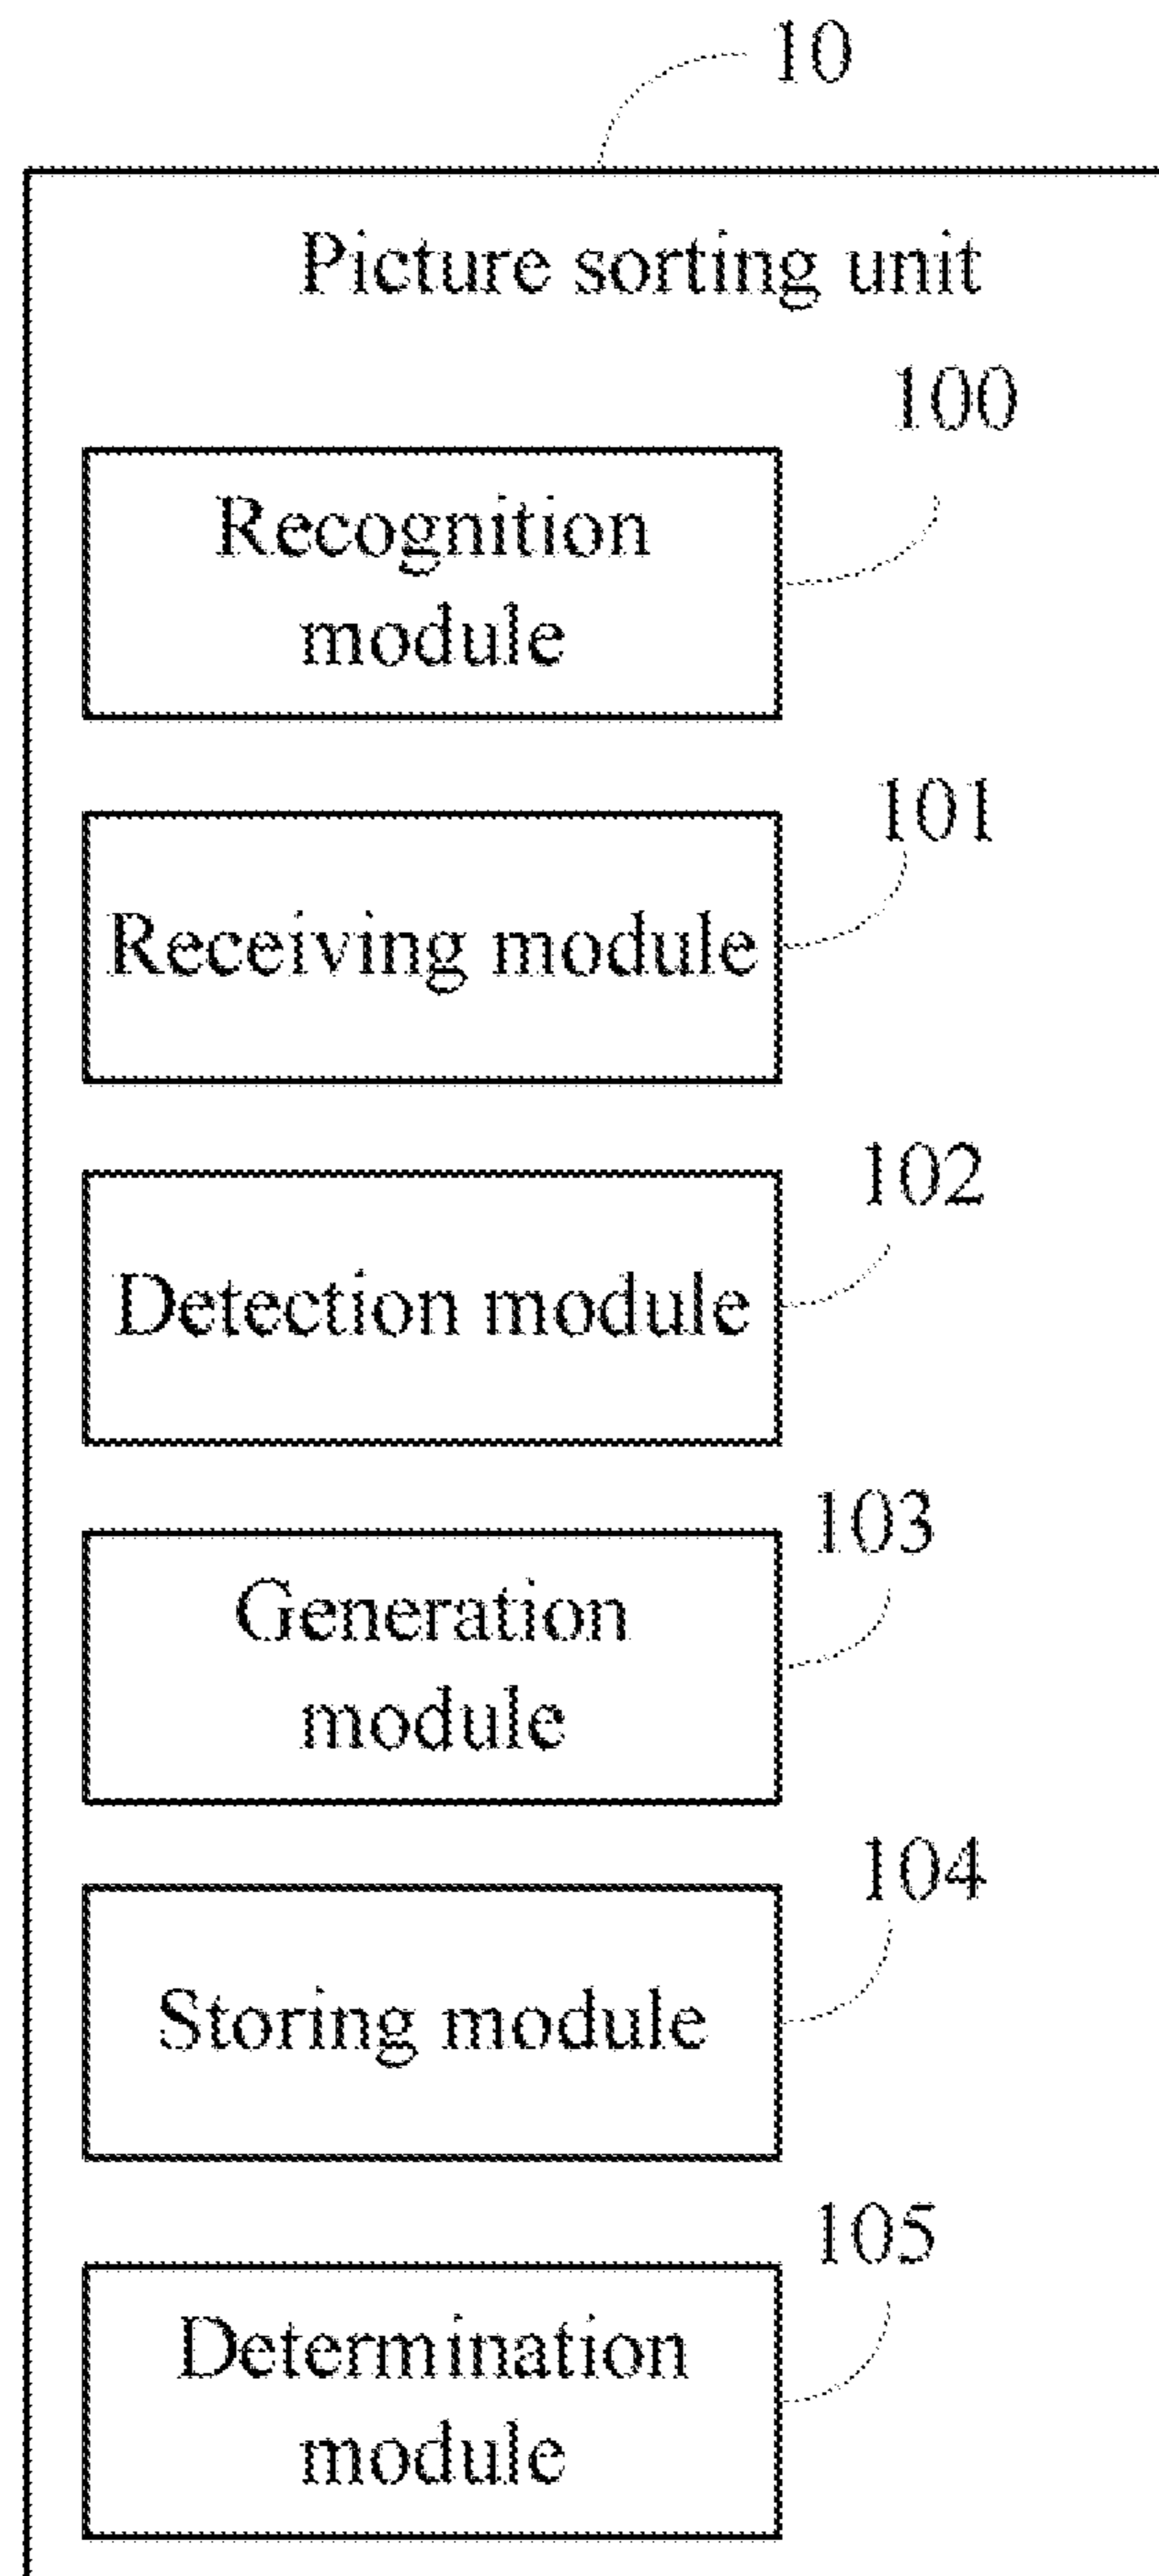 10
Picture sorting unit
100
Recognition
module
101
Receiving module
102
Detection module
103
Generation
module
104
Storing module
105
Determination
module